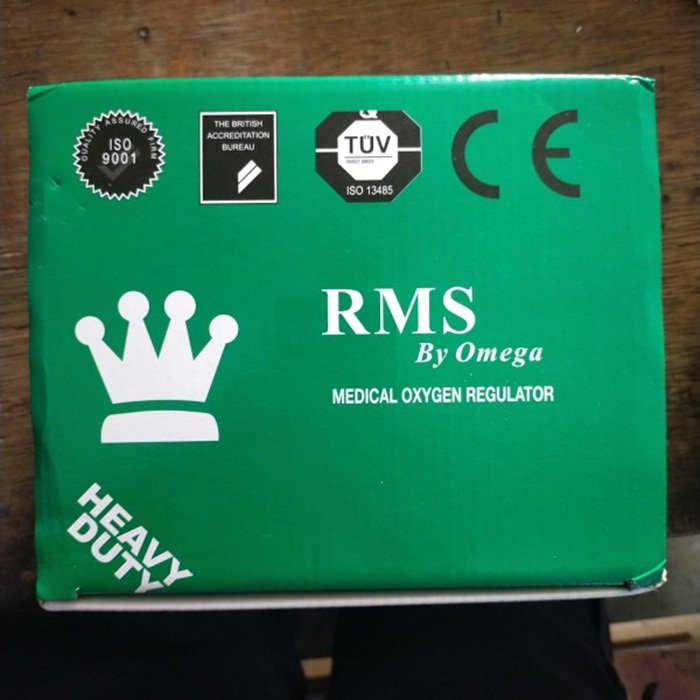 QUALITY ASSURED FIRM
ISO
9001
THE BRITISH
ACCREDITATION
BUREAU
Q
TÜV
ISO 13485
CE
RMS
By Omega
MEDICAL OXYGEN REGULATOR
HEAVY
DUTY